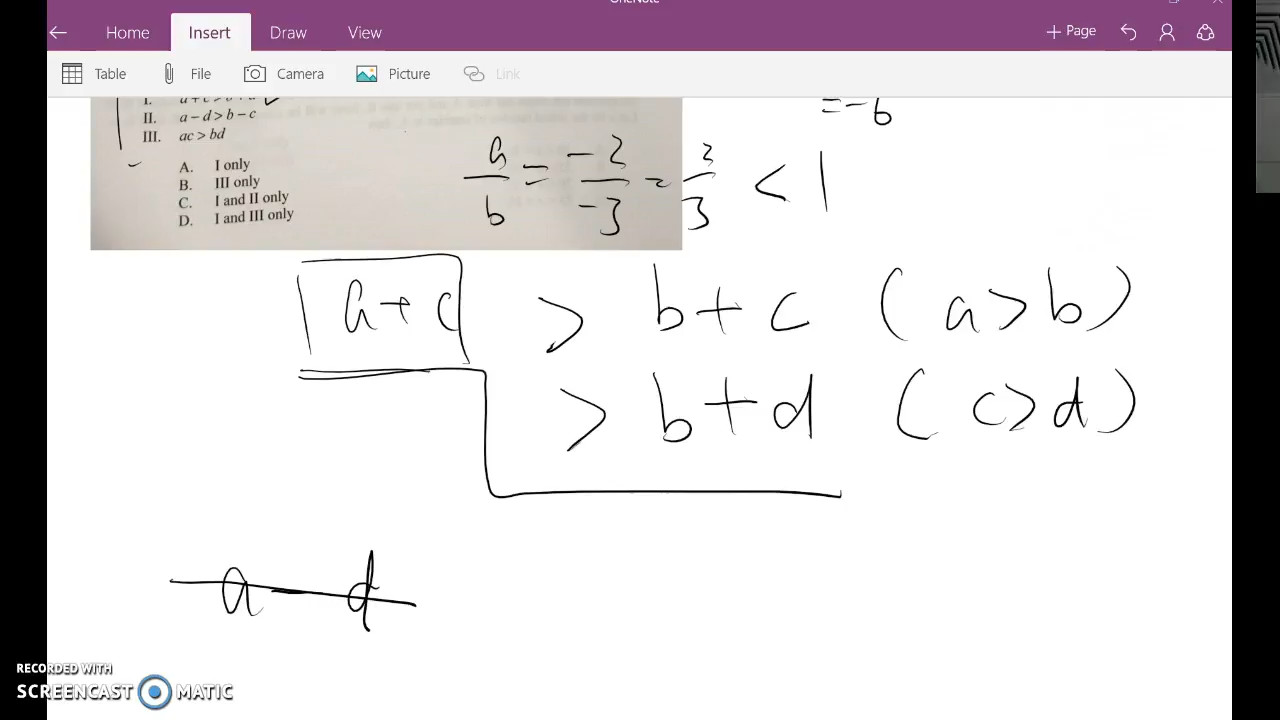 Home Insert Draw View + Page
Table File Camera Picture Link
= -6
II. a - d > b - c
III. ac > bd
A. I only
B. III only
C. I and II only
D. I and III only
a/b = -2/-3 = 2/3 < 1
a+c > b+c (a>b)
> b+d (c>d)
a - d
RECORDED WITH
SCREENCAST MATIC